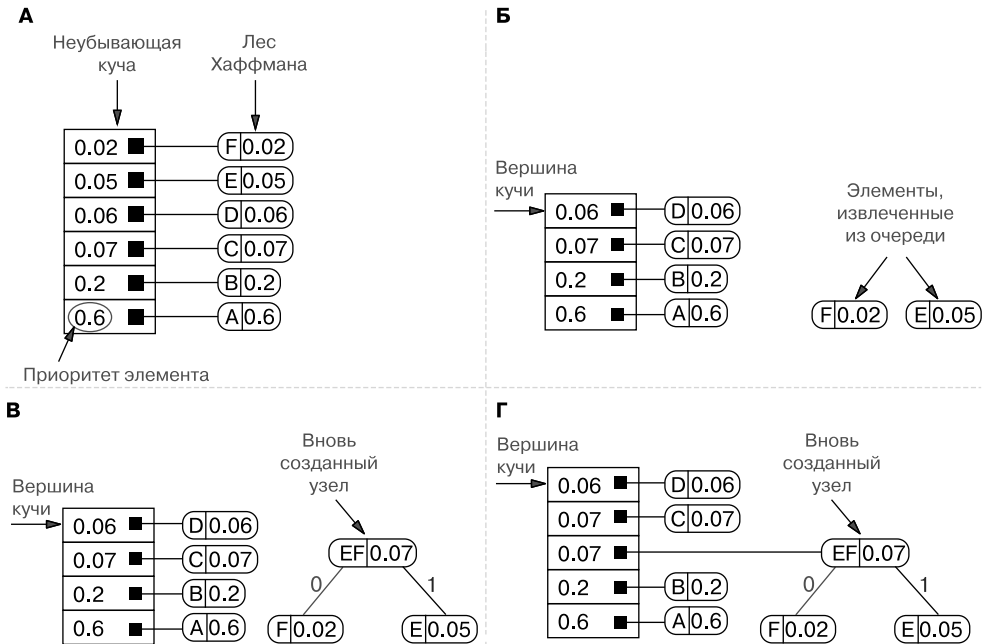 А
Неубывающая
куча
Лес
Хаффмана
0.02
F 0.02
0.05
E 0.05
0.06
D 0.06
0.07
C 0.07
0.2
B 0.2
0.6
A 0.6
Приоритет элемента
Б
Вершина
кучи
0.06
D 0.06
0.07
C 0.07
0.2
B 0.2
0.6
A 0.6
Элементы,
извлеченные
из очереди
F 0.02
E 0.05
В
Вершина
кучи
0.06
D 0.06
0.07
C 0.07
0.2
B 0.2
0.6
A 0.6
Вновь
созданный
узел
EF 0.07
0
1
F 0.02
E 0.05
Г
Вершина
кучи
0.06
D 0.06
0.07
C 0.07
0.07
0.2
B 0.2
0.6
A 0.6
Вновь
созданный
узел
EF 0.07
0
1
F 0.02
E 0.05